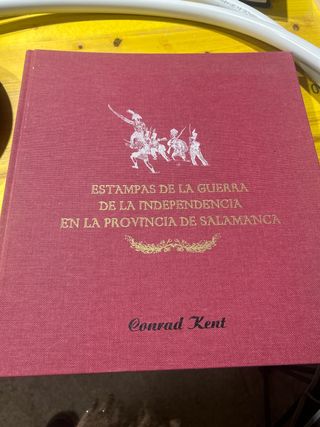 ESTAMPAS DE LA GUERRA
DE LA INDEPENDENCIA
EN LA PROVINCIA DE SALAMANCA
Conrad Kent